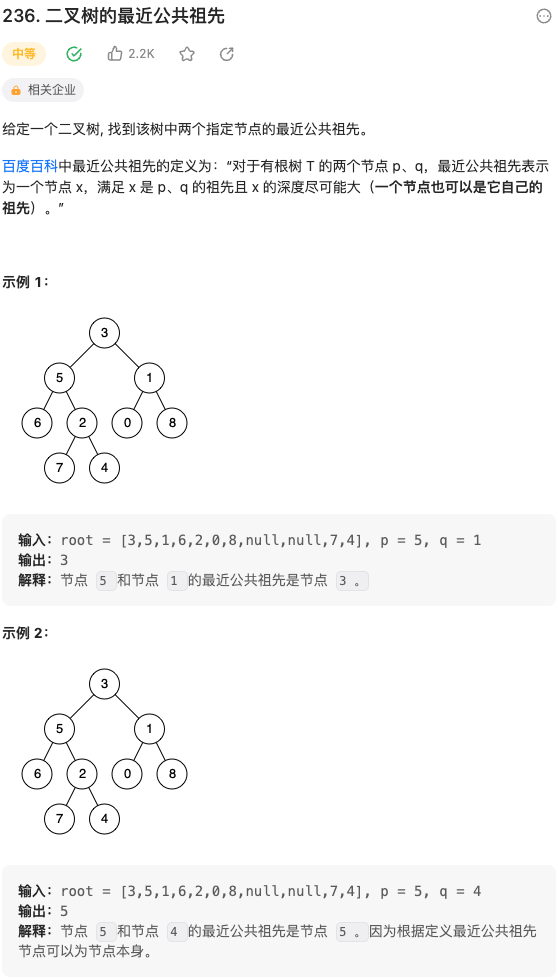 236. 二叉树的最近公共祖先
中等
2.2K
相关企业
给定一个二叉树, 找到该树中两个指定节点的最近公共祖先。
百度百科中最近公共祖先的定义为：“对于有根树 T 的两个节点 p、q，最近公共祖先表示
为一个节点 x，满足 x 是 p、q 的祖先且 x 的深度尽可能大（一个节点也可以是它自己的
祖先）。”
示例 1：
3
5 1
6 2 0 8
7 4
输入：root = [3,5,1,6,2,0,8,null,null,7,4], p = 5, q = 1
输出：3
解释：节点 5 和节点 1 的最近公共祖先是节点 3 。
示例 2：
3
5 1
6 2 0 8
7 4
输入：root = [3,5,1,6,2,0,8,null,null,7,4], p = 5, q = 4
输出：5
解释：节点 5 和节点 4 的最近公共祖先是节点 5 。因为根据定义最近公共祖先
节点可以为节点本身。